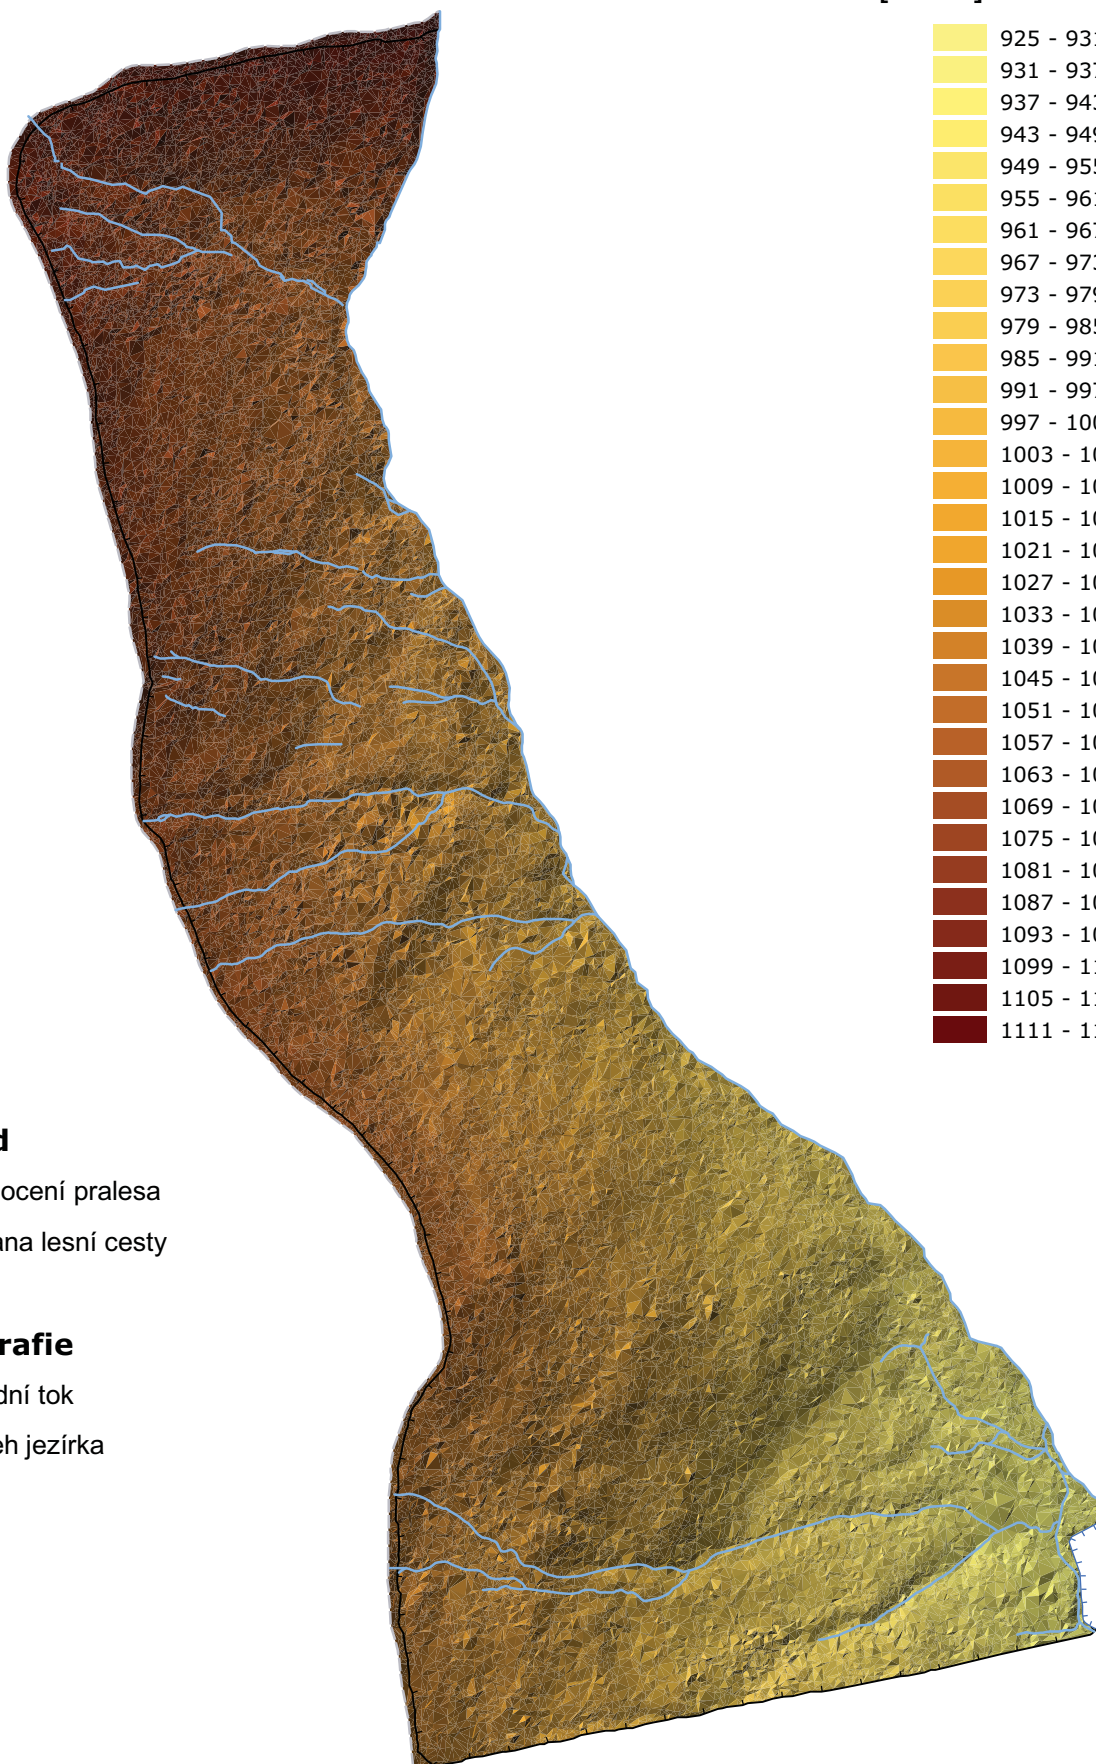 925 - 931
931 - 937
937 - 943
943 - 949
949 - 955
955 - 961
961 - 967
967 - 973
973 - 979
979 - 985
985 - 991
991 - 997
997 - 100
1003 - 10
1009 - 10
1015 - 10
1021 - 10
1027 - 10
1033 - 10
1039 - 10
1045 - 10
1051 - 10
1057 - 10
1063 - 10
1069 - 10
1075 - 10
1081 - 10
1087 - 10
1093 - 10
1099 - 11
1105 - 11
1111 - 11
d
ocení pralesa
ana lesní cesty
rafie
dní tok
eh jezírka